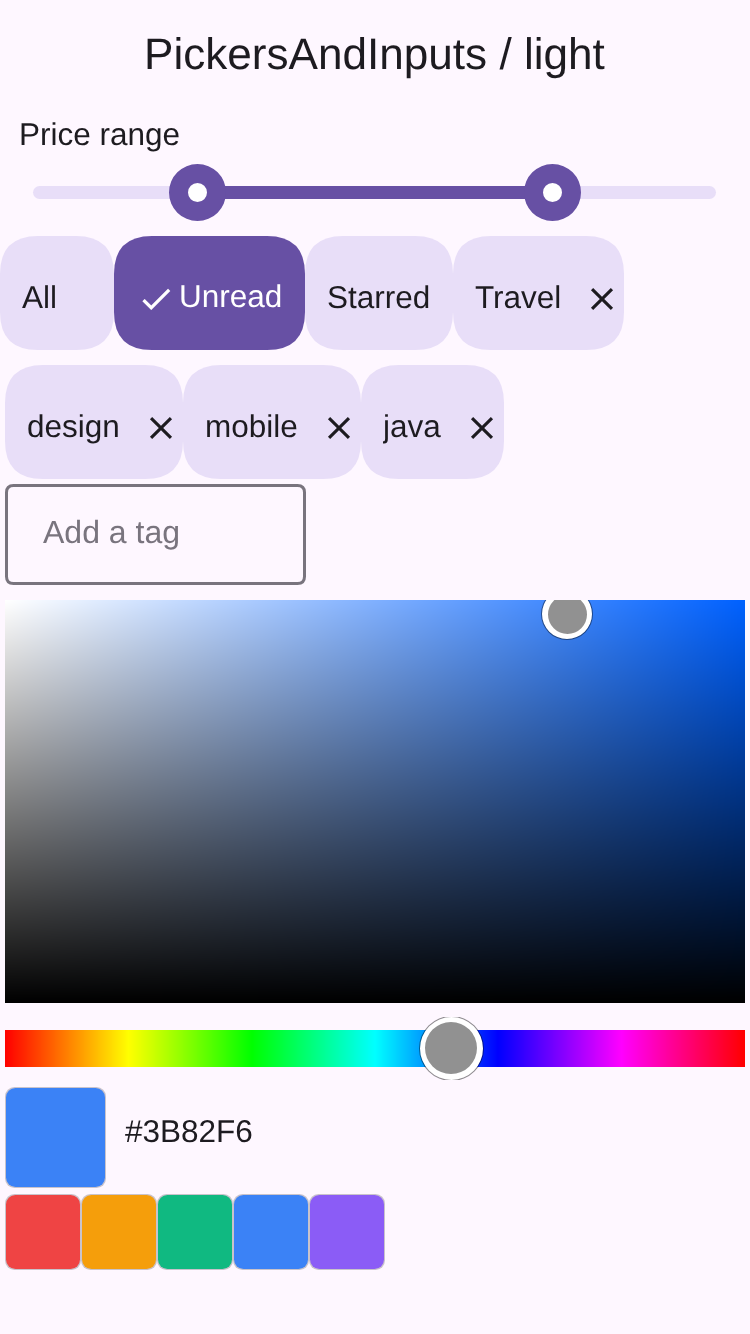 PickersAndInputs / light
Price range
All Unread Starred Travel
design mobile java
Add a tag
#3B82F6